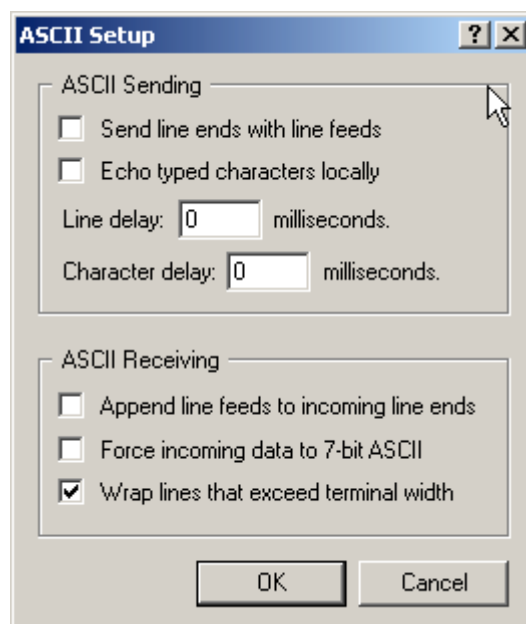 ASCII Setup
ASCII Sending
Send line ends with line feeds
Echo typed characters locally
Line delay: 0 milliseconds.
Character delay: 0 milliseconds.
ASCII Receiving
Append line feeds to incoming line ends
Force incoming data to 7-bit ASCII
Wrap lines that exceed terminal width
OK Cancel